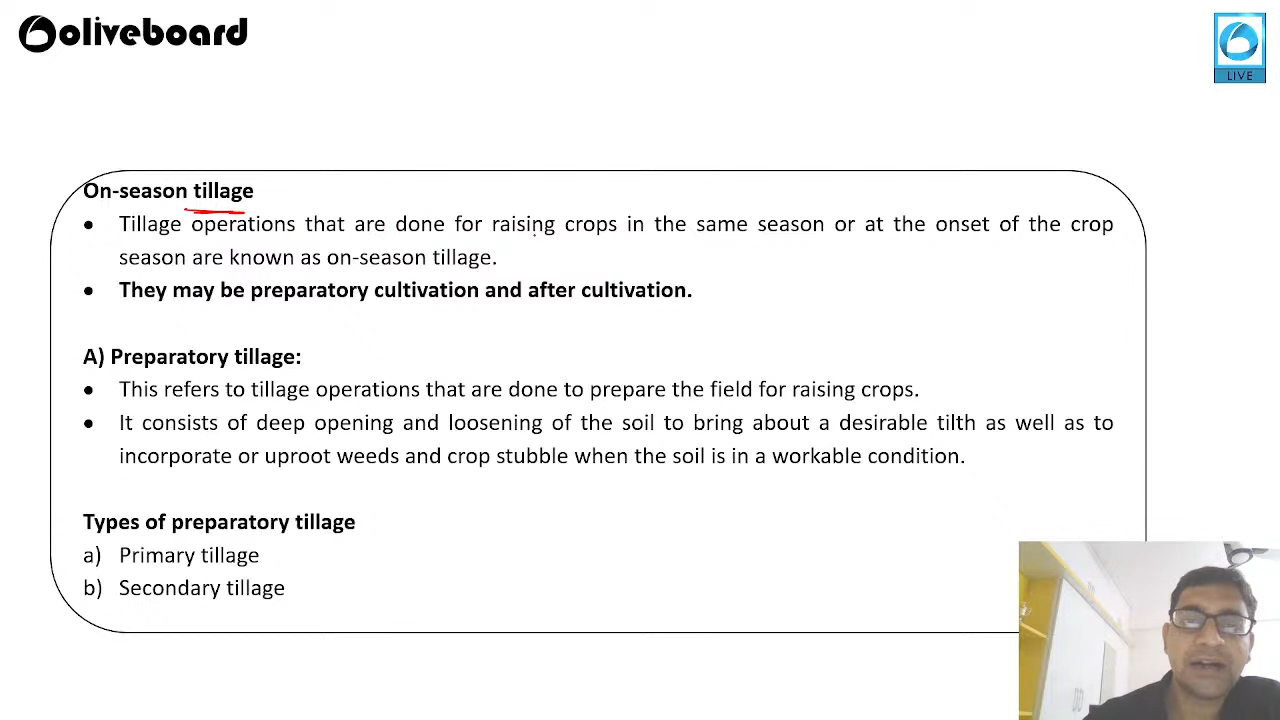 oliveboard
LIVE
On-season tillage
• Tillage operations that are done for raising crops in the same season or at the onset of the crop
season are known as on-season tillage.
• They may be preparatory cultivation and after cultivation.
A) Preparatory tillage:
• This refers to tillage operations that are done to prepare the field for raising crops.
• It consists of deep opening and loosening of the soil to bring about a desirable tilth as well as to
incorporate or uproot weeds and crop stubble when the soil is in a workable condition.
Types of preparatory tillage
a) Primary tillage
b) Secondary tillage